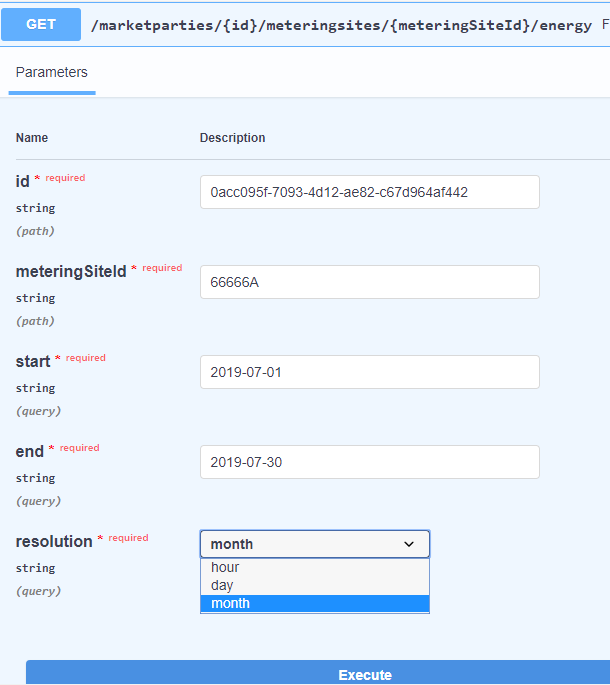 GET /marketparties/{id}/meteringsites/{meteringSiteId}/energy F
Parameters
Name Description
id * required 0acc095f-7093-4d12-ae82-c67d964af442
string
(path)
meteringSiteId * required 66666A
string
(path)
start * required 2019-07-01
string
(query)
end * required 2019-07-30
string
(query)
resolution * required month
string hour
(query) day
month
Execute